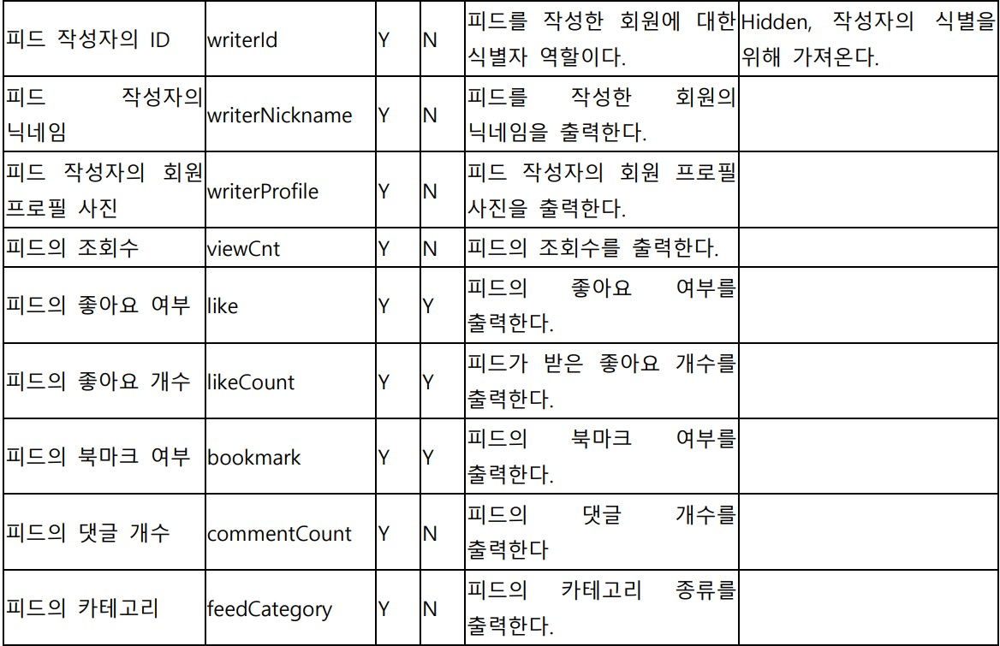 피드 작성자의 ID
writerId
Y
N
피드를 작성한 회원에 대한
식별자 역할이다.
Hidden, 작성자의 식별을
위해 가져온다.
피드 작성자의
닉네임
writerNickname
Y
N
피드를 작성한 회원의
닉네임을 출력한다.
피드 작성자의 회원
프로필 사진
writerProfile
Y
N
피드 작성자의 회원 프로필
사진을 출력한다.
피드의 조회수
viewCnt
Y
N
피드의 조회수를 출력한다.
피드의 좋아요 여부
like
Y
Y
피드의 좋아요 여부를
출력한다.
피드의 좋아요 개수
likeCount
Y
Y
피드가 받은 좋아요 개수를
출력한다.
피드의 북마크 여부
bookmark
Y
Y
피드의 북마크 여부를
출력한다.
피드의 댓글 개수
commentCount
Y
N
피드의 댓글 개수를
출력한다
피드의 카테고리
feedCategory
Y
N
피드의 카테고리 종류를
출력한다.